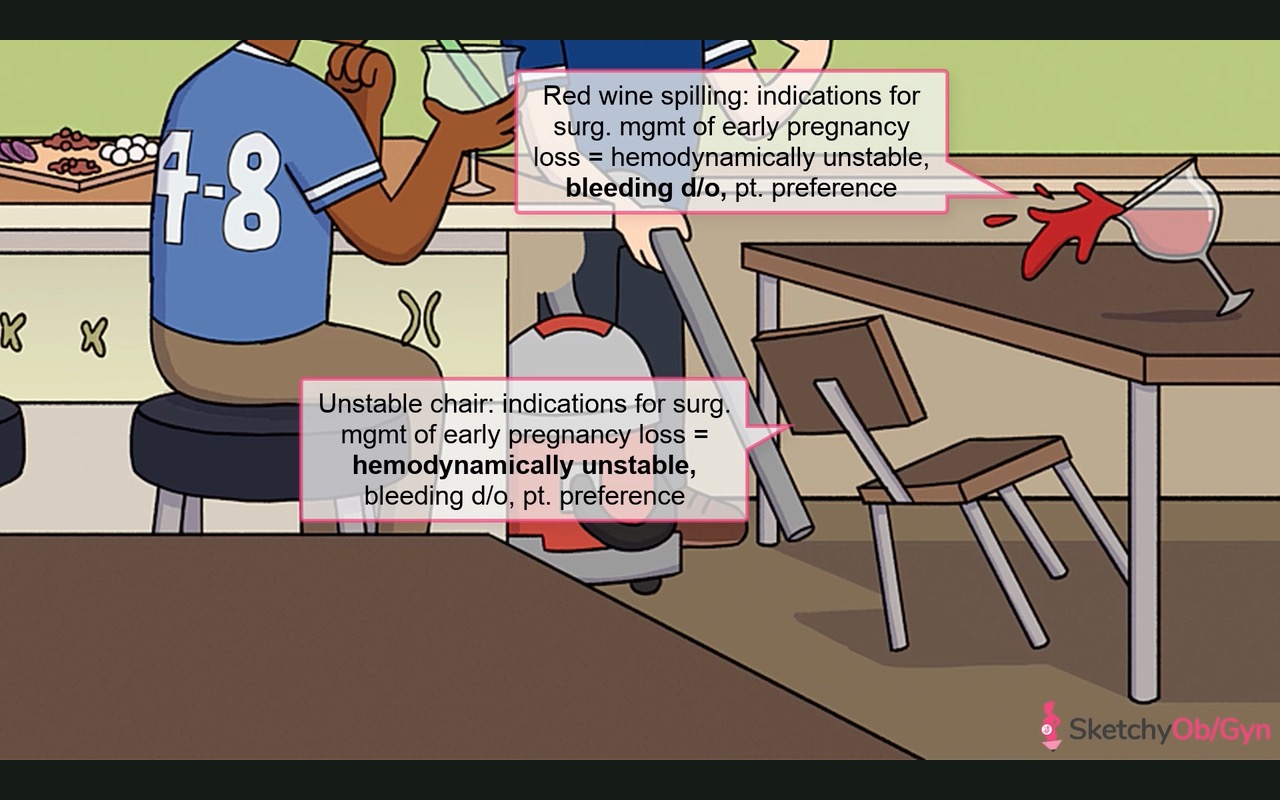 Red wine spilling: indications for
surg. mgmt of early pregnancy
loss = hemodynamically unstable,
bleeding d/o, pt. preference
4-8
Unstable chair: indications for surg.
mgmt of early pregnancy loss =
hemodynamically unstable,
bleeding d/o, pt. preference
SketchyOb/Gyn